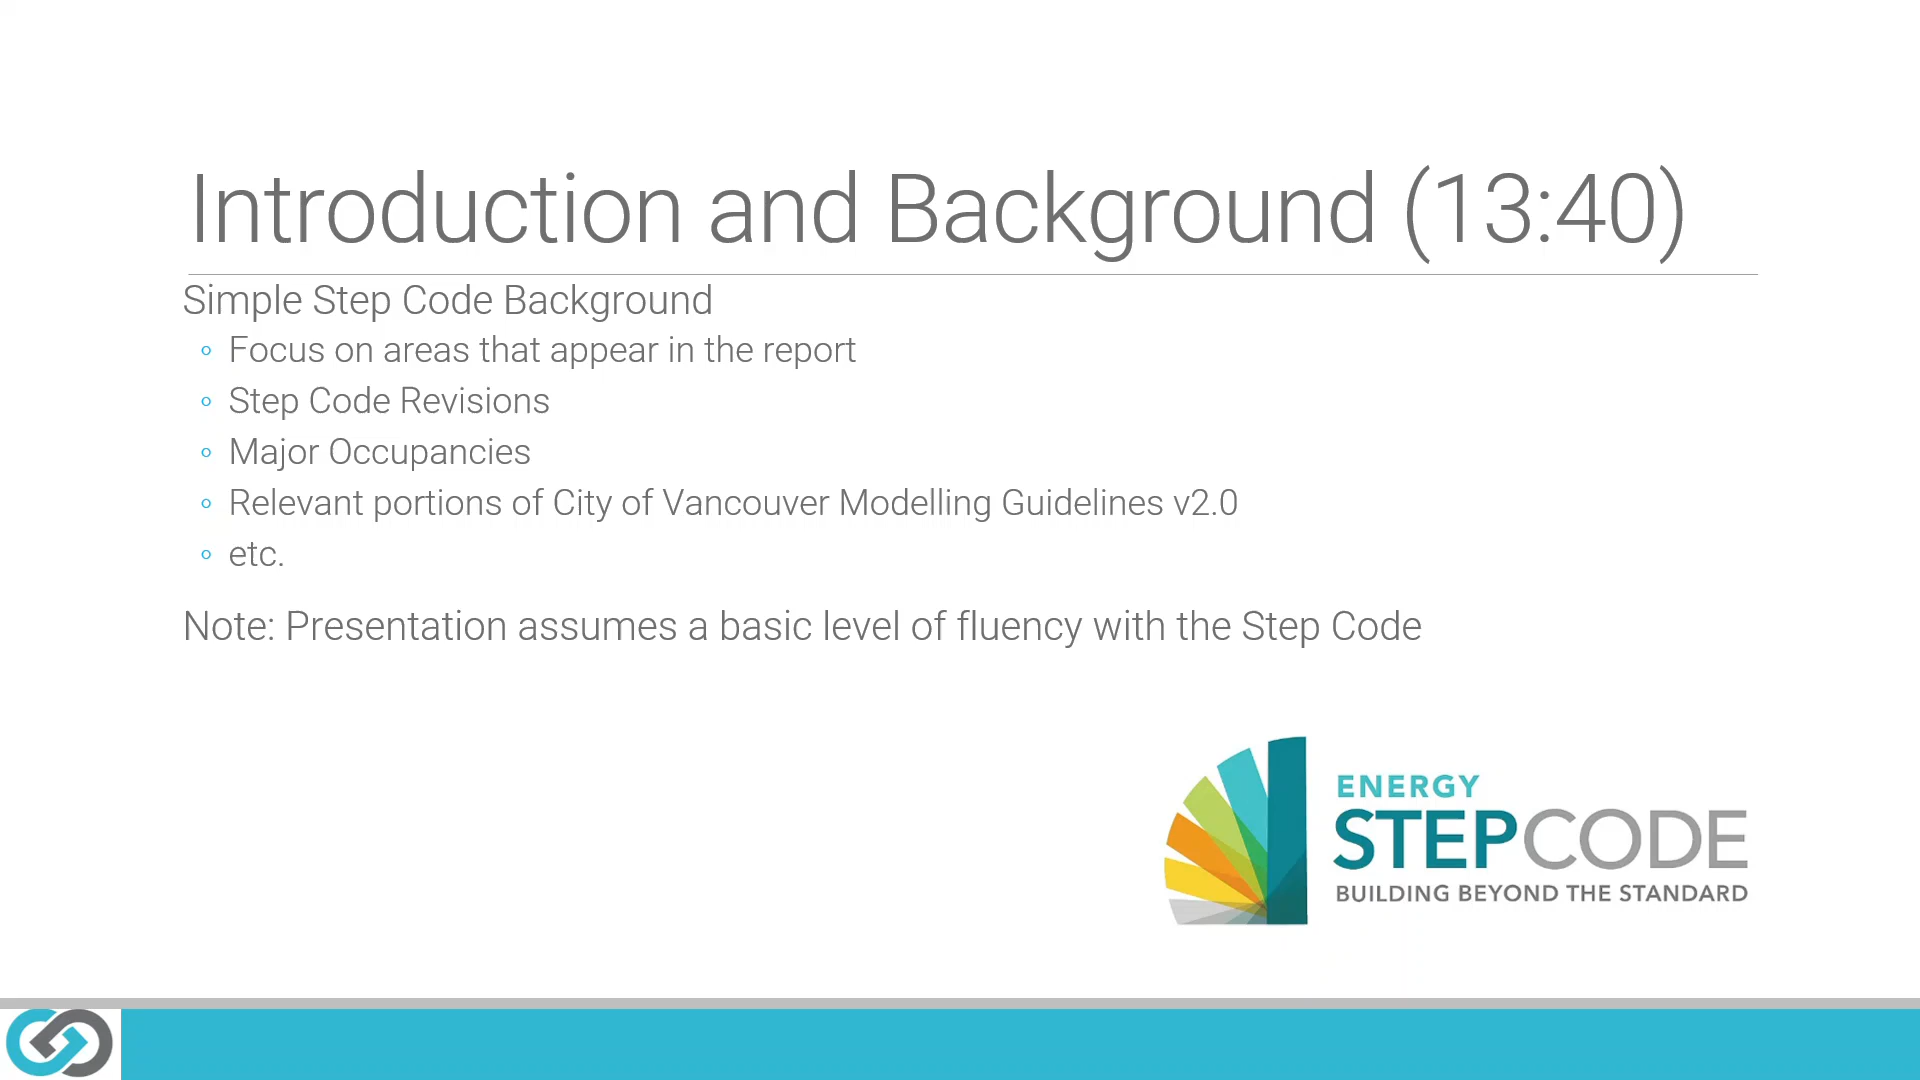 Introduction and Background (13:40)
Simple Step Code Background
◦ Focus on areas that appear in the report
◦ Step Code Revisions
◦ Major Occupancies
◦ Relevant portions of City of Vancouver Modelling Guidelines v2.0
◦ etc.
Note: Presentation assumes a basic level of fluency with the Step Code
ENERGY
STEPCODE
BUILDING BEYOND THE STANDARD